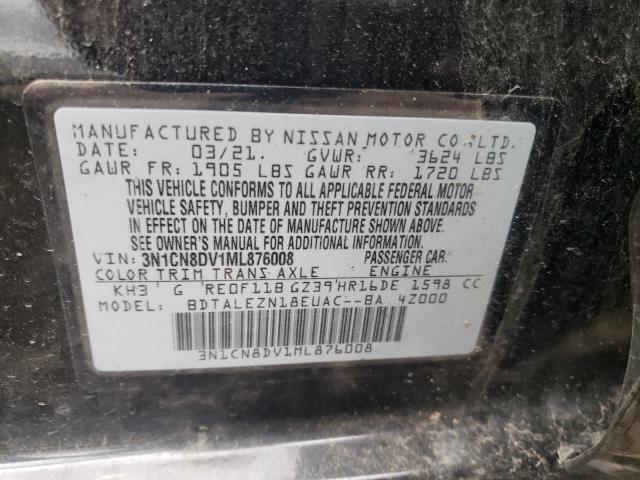 MANUFACTURED BY NISSAN MOTOR CO.,LTD.
DATE: 03/21. GVWR: 3624 LBS
GAWR FR: 1905 LBS GAWR RR: 1720 LBS
THIS VEHICLE CONFORMS TO ALL APPLICABLE FEDERAL MOTOR
VEHICLE SAFETY, BUMPER AND THEFT PREVENTION STANDARDS
IN EFFECT ON THE DATE OF MANUFACTURE SHOWN ABOVE.
SEE OWNER'S MANUAL FOR ADDITIONAL INFORMATION.
VIN: 3N1CN8DV1ML876008 PASSENGER CAR.
COLOR TRIM TRANS AXLE ENGINE
KH3 G RE0F11B GZ39 HR16DE 1598 CC
MODEL: BDTALEZN18EUAC--BA 4Z000
3N1CN8DV1ML876008